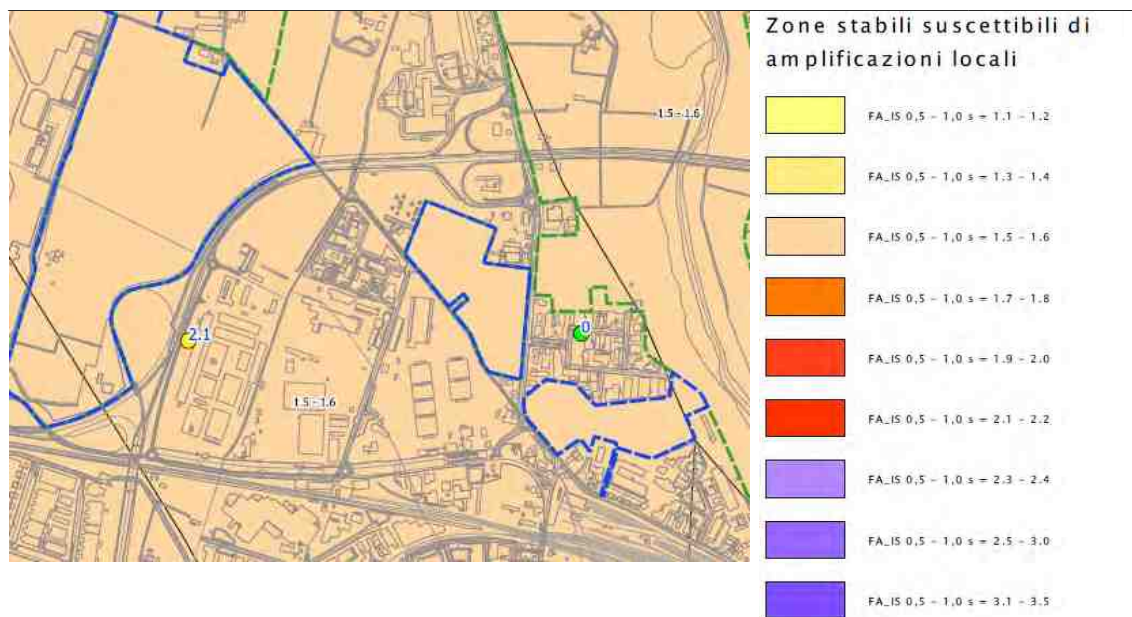 Zone stabili suscettibili di
amplificazioni locali
FA_IS 0,5 - 1,0 s = 1.1 - 1.2
FA_IS 0,5 - 1,0 s = 1.3 - 1.4
FA_IS 0,5 - 1,0 s = 1.5 - 1.6
FA_IS 0,5 - 1,0 s = 1.7 - 1.8
FA_IS 0,5 - 1,0 s = 1.9 - 2.0
FA_IS 0,5 - 1,0 s = 2.1 - 2.2
FA_IS 0,5 - 1,0 s = 2.3 - 2.4
FA_IS 0,5 - 1,0 s = 2.5 - 3.0
FA_IS 0,5 - 1,0 s = 3.1 - 3.5
1.5 - 1.6
2.1
0
1.5 - 1.6